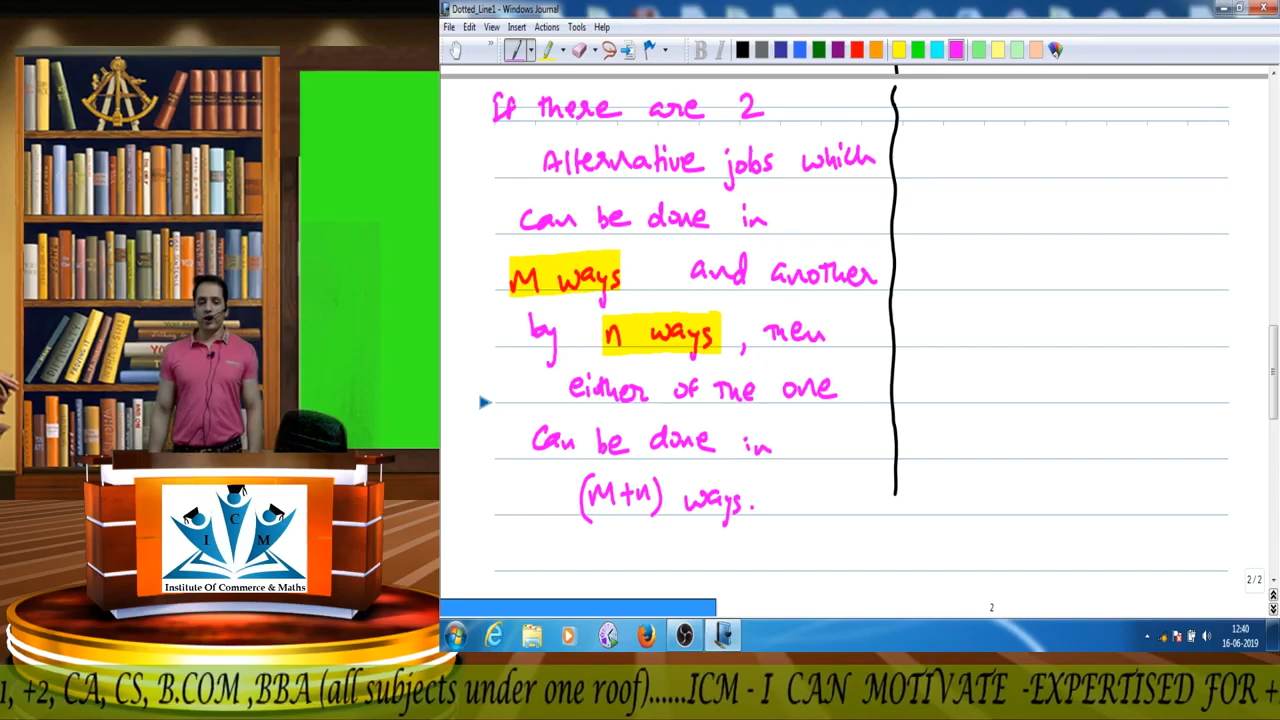 Dotted_Line1 - Windows Journal
File Edit View Insert Actions Tools Help
B I
If there are 2
Alternative jobs which
can be done in
M ways and another
by n ways, then
either of the one
can be done in
(M+n) ways.
2/2
2
12:40
16-06-2019
I C M
Institute Of Commerce & Maths
1, +2, CA, CS, B.COM ,BBA (all subjects under one roof)......ICM - I CAN MOTIVATE -EXPERTISED FOR +